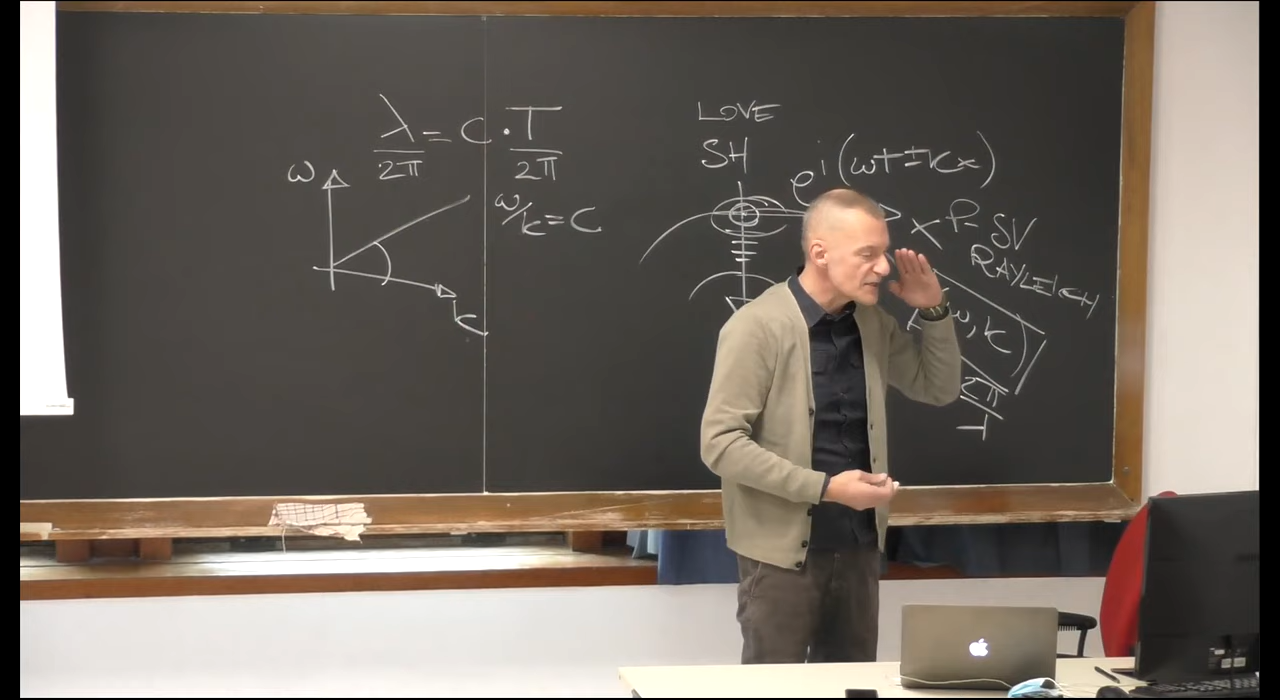 λ/2π = C · T/2π
ω
ω/k = C
k
LOVE
SH
e^i(ωt ± kx)
x
P-SV
RAYLEIGH
ω, k)
2π
T